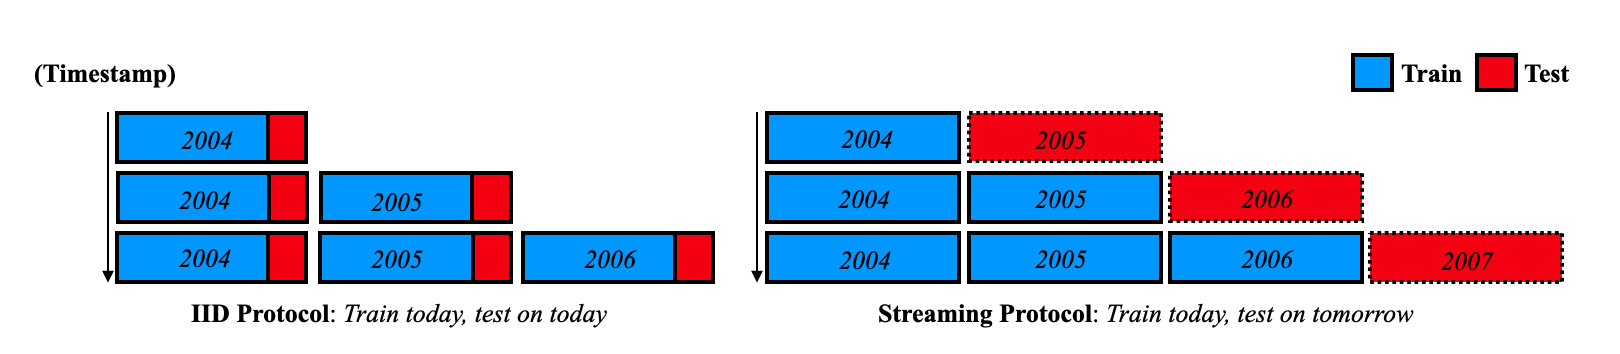 (Timestamp)
Train Test
2004
2004 2005
2004 2005 2006
IID Protocol: Train today, test on today
2004 2005
2004 2005 2006
2004 2005 2006 2007
Streaming Protocol: Train today, test on tomorrow